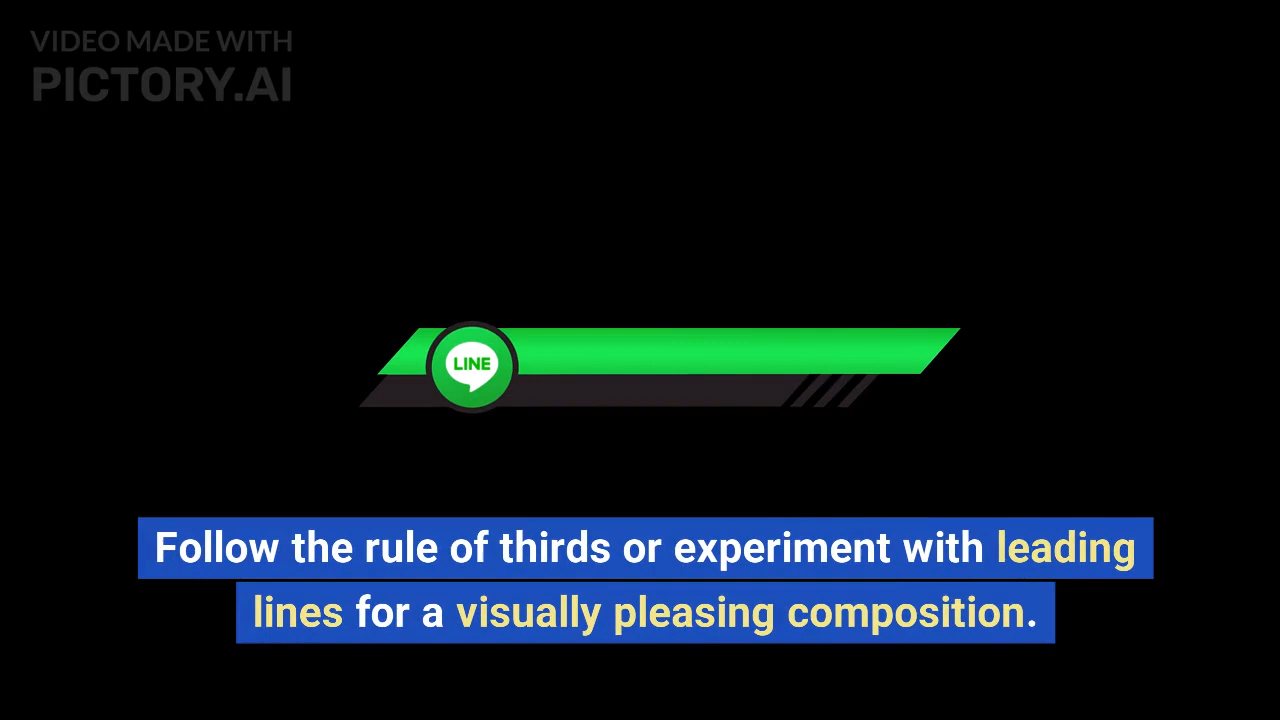 VIDEO MADE WITH
PICTORY.AI
LINE
Follow the rule of thirds or experiment with leading
lines for a visually pleasing composition.